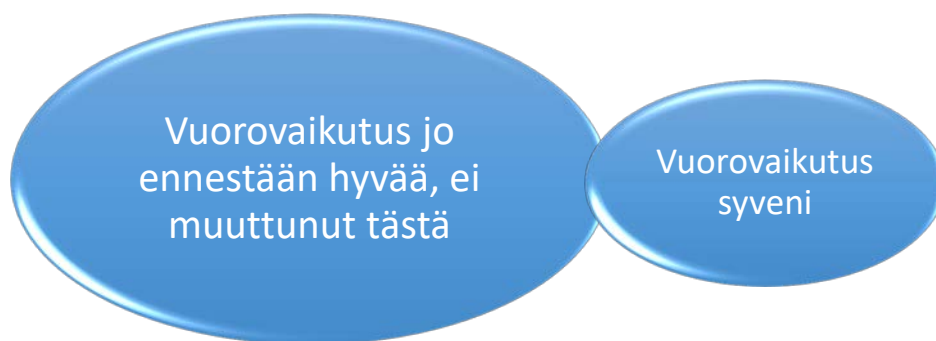 Vuorovaikutus jo
ennestään hyvää, ei
muuttunut tästä
Vuorovaikutus
syveni